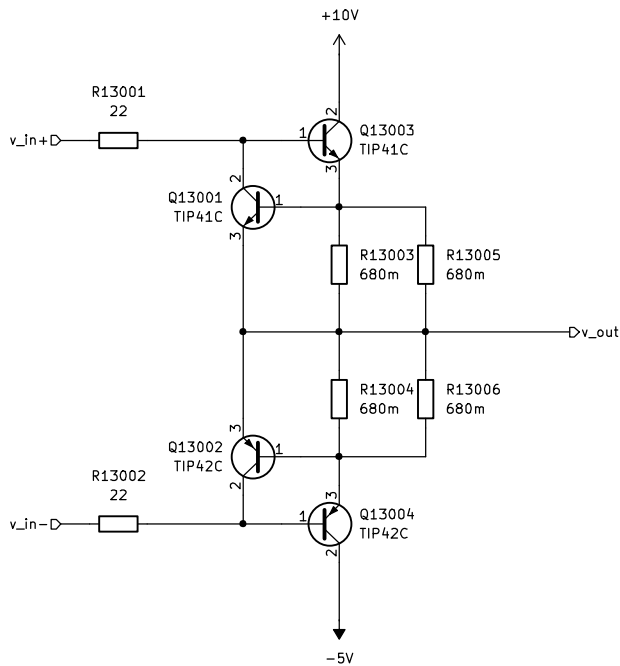 +10V
R13001
22
v_in+
1
2
3
Q13003
TIP41C
Q13001
TIP41C
2
1
3
R13003
680m
R13005
680m
v_out
R13004
680m
R13006
680m
Q13002
TIP42C
3
1
2
R13002
22
v_in-
1
3
2
Q13004
TIP42C
-5V